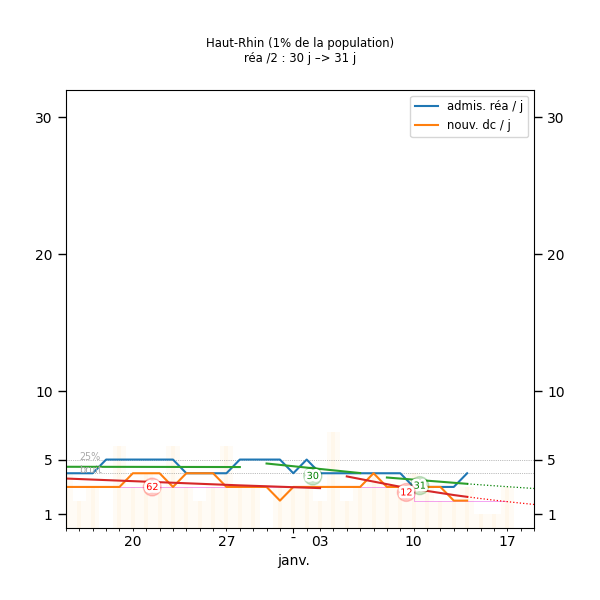 Haut-Rhin (1% de la population)
réa /2 : 30 j –> 31 j
admis. réa / j
nouv. dc / j
30 30
20 20
10 10
5 5
1 1
25%
62
30
12
31
20 27 - 03 10 17
janv.